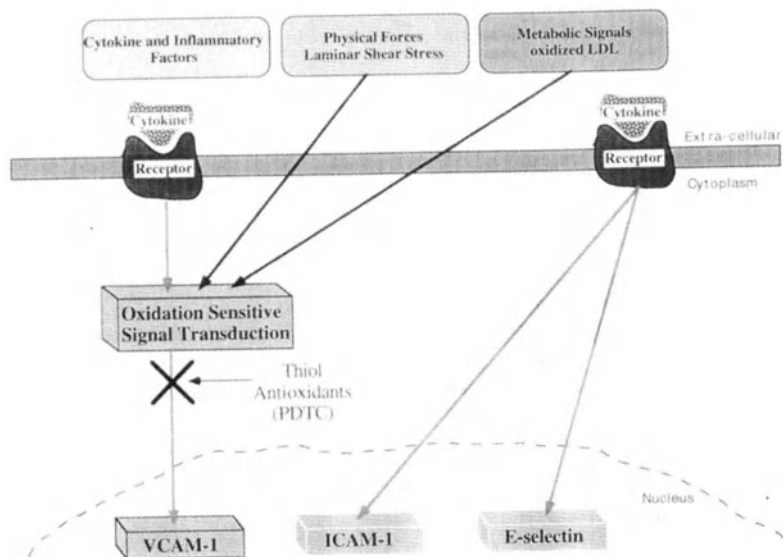 Cytokine and Inflammatory
Factors
Physical Forces
Laminar Shear Stress
Metabolic Signals
oxidized LDL
Cytokine
Receptor
Cytokine
Receptor
Extra-cellular
Cytoplasm
Oxidation Sensitive
Signal Transduction
Thiol
Antioxidants
(PDTC)
Nucleus
VCAM-1
ICAM-1
E-selectin